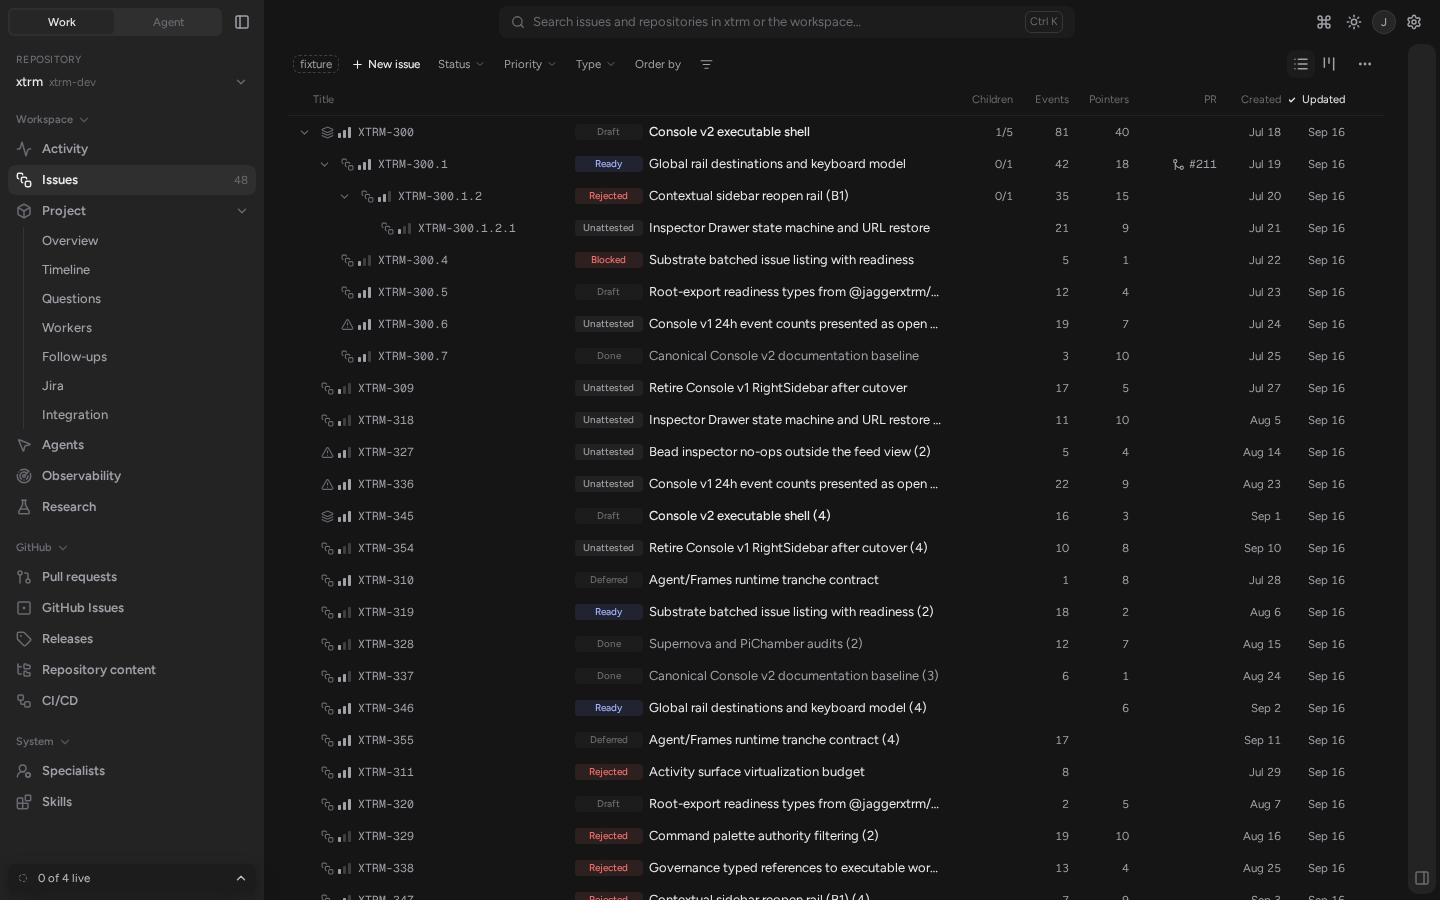 Work Agent
Search issues and repositories in xtrm or the workspace... Ctrl K
J
REPOSITORY
xtrm xtrm-dev
Workspace
Activity
Issues 48
Project
Overview
Timeline
Questions
Workers
Follow-ups
Jira
Integration
Agents
Observability
Research
GitHub
Pull requests
GitHub Issues
Releases
Repository content
CI/CD
System
Specialists
Skills
0 of 4 live
fixture + New issue Status Priority Type Order by
Title Children Events Pointers PR Created ✓ Updated
XTRM-300 Draft Console v2 executable shell 1/5 81 40 Jul 18 Sep 16
XTRM-300.1 Ready Global rail destinations and keyboard model 0/1 42 18 #211 Jul 19 Sep 16
XTRM-300.1.2 Rejected Contextual sidebar reopen rail (B1) 0/1 35 15 Jul 20 Sep 16
XTRM-300.1.2.1 Unattested Inspector Drawer state machine and URL restore 21 9 Jul 21 Sep 16
XTRM-300.4 Blocked Substrate batched issue listing with readiness 5 1 Jul 22 Sep 16
XTRM-300.5 Draft Root-export readiness types from @jaggerxtrm/... 12 4 Jul 23 Sep 16
XTRM-300.6 Unattested Console v1 24h event counts presented as open ... 19 7 Jul 24 Sep 16
XTRM-300.7 Done Canonical Console v2 documentation baseline 3 10 Jul 25 Sep 16
XTRM-309 Unattested Retire Console v1 RightSidebar after cutover 17 5 Jul 27 Sep 16
XTRM-318 Unattested Inspector Drawer state machine and URL restore ... 11 10 Aug 5 Sep 16
XTRM-327 Unattested Bead inspector no-ops outside the feed view (2) 5 4 Aug 14 Sep 16
XTRM-336 Unattested Console v1 24h event counts presented as open ... 22 9 Aug 23 Sep 16
XTRM-345 Draft Console v2 executable shell (4) 16 3 Sep 1 Sep 16
XTRM-354 Unattested Retire Console v1 RightSidebar after cutover (4) 10 8 Sep 10 Sep 16
XTRM-310 Deferred Agent/Frames runtime tranche contract 1 8 Jul 28 Sep 16
XTRM-319 Ready Substrate batched issue listing with readiness (2) 18 2 Aug 6 Sep 16
XTRM-328 Done Supernova and PiChamber audits (2) 12 7 Aug 15 Sep 16
XTRM-337 Done Canonical Console v2 documentation baseline (3) 6 1 Aug 24 Sep 16
XTRM-346 Ready Global rail destinations and keyboard model (4) 6 Sep 2 Sep 16
XTRM-355 Deferred Agent/Frames runtime tranche contract (4) 17 Sep 11 Sep 16
XTRM-311 Rejected Activity surface virtualization budget 8 Jul 29 Sep 16
XTRM-320 Draft Root-export readiness types from @jaggerxtrm/... 2 5 Aug 7 Sep 16
XTRM-329 Rejected Command palette authority filtering (2) 19 10 Aug 16 Sep 16
XTRM-338 Rejected Governance typed references to executable wor... 13 4 Aug 25 Sep 16
XTRM-347 Rejected Contextual sidebar reopen rail (B1) (4) 7 9 Sep 3 Sep 16